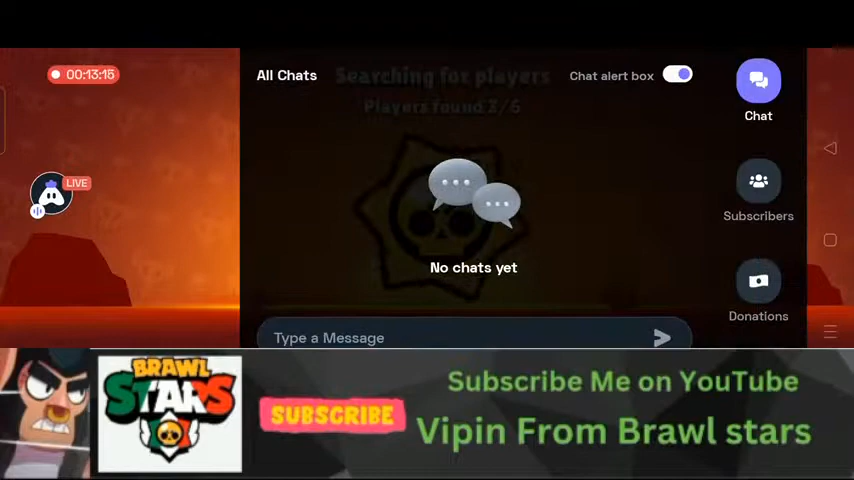 00:13:15
All Chats
Searching for players
Chat alert box
Players found 2/6
Chat
LIVE
Subscribers
No chats yet
Donations
Type a Message
BRAWL
STARS
SUBSCRIBE
Subscribe Me on YouTube
Vipin From Brawl stars